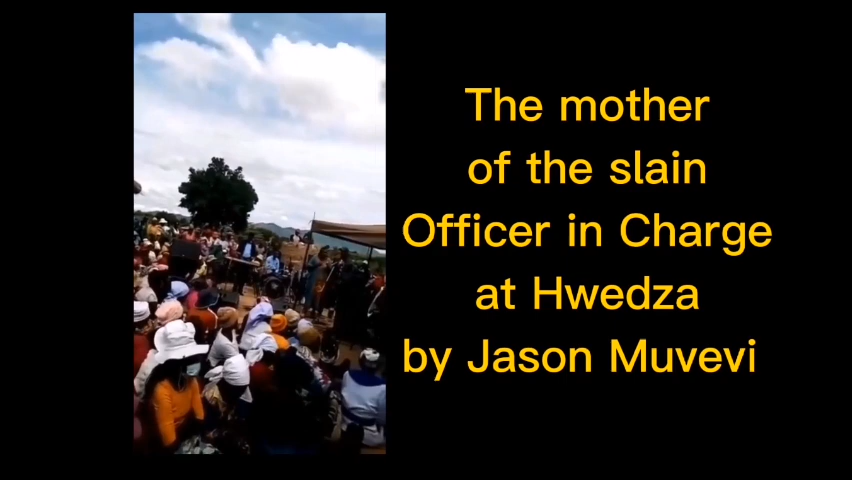 The mother
of the slain
Officer in Charge
at Hwedza
by Jason Muvevi